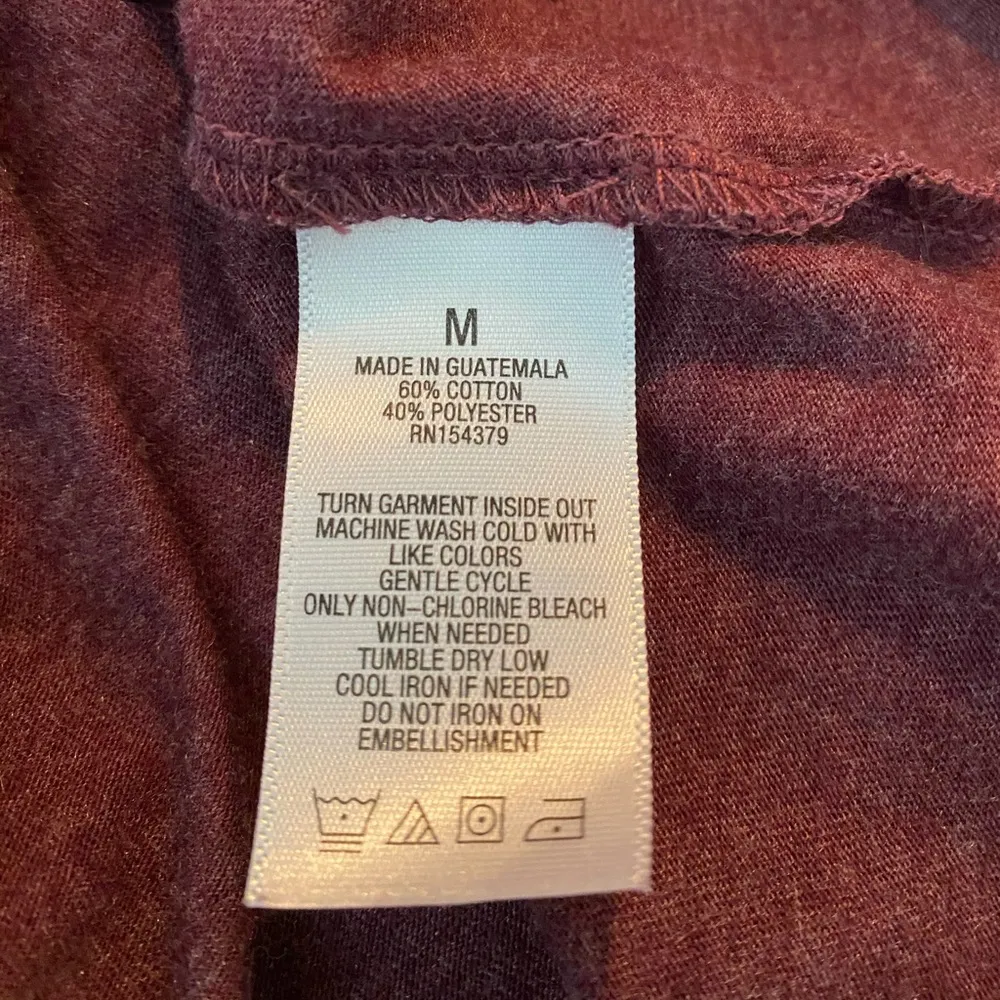 M
MADE IN GUATEMALA
60% COTTON
40% POLYESTER
RN154379
TURN GARMENT INSIDE OUT
MACHINE WASH COLD WITH
LIKE COLORS
GENTLE CYCLE
ONLY NON-CHLORINE BLEACH
WHEN NEEDED
TUMBLE DRY LOW
COOL IRON IF NEEDED
DO NOT IRON ON
EMBELLISHMENT